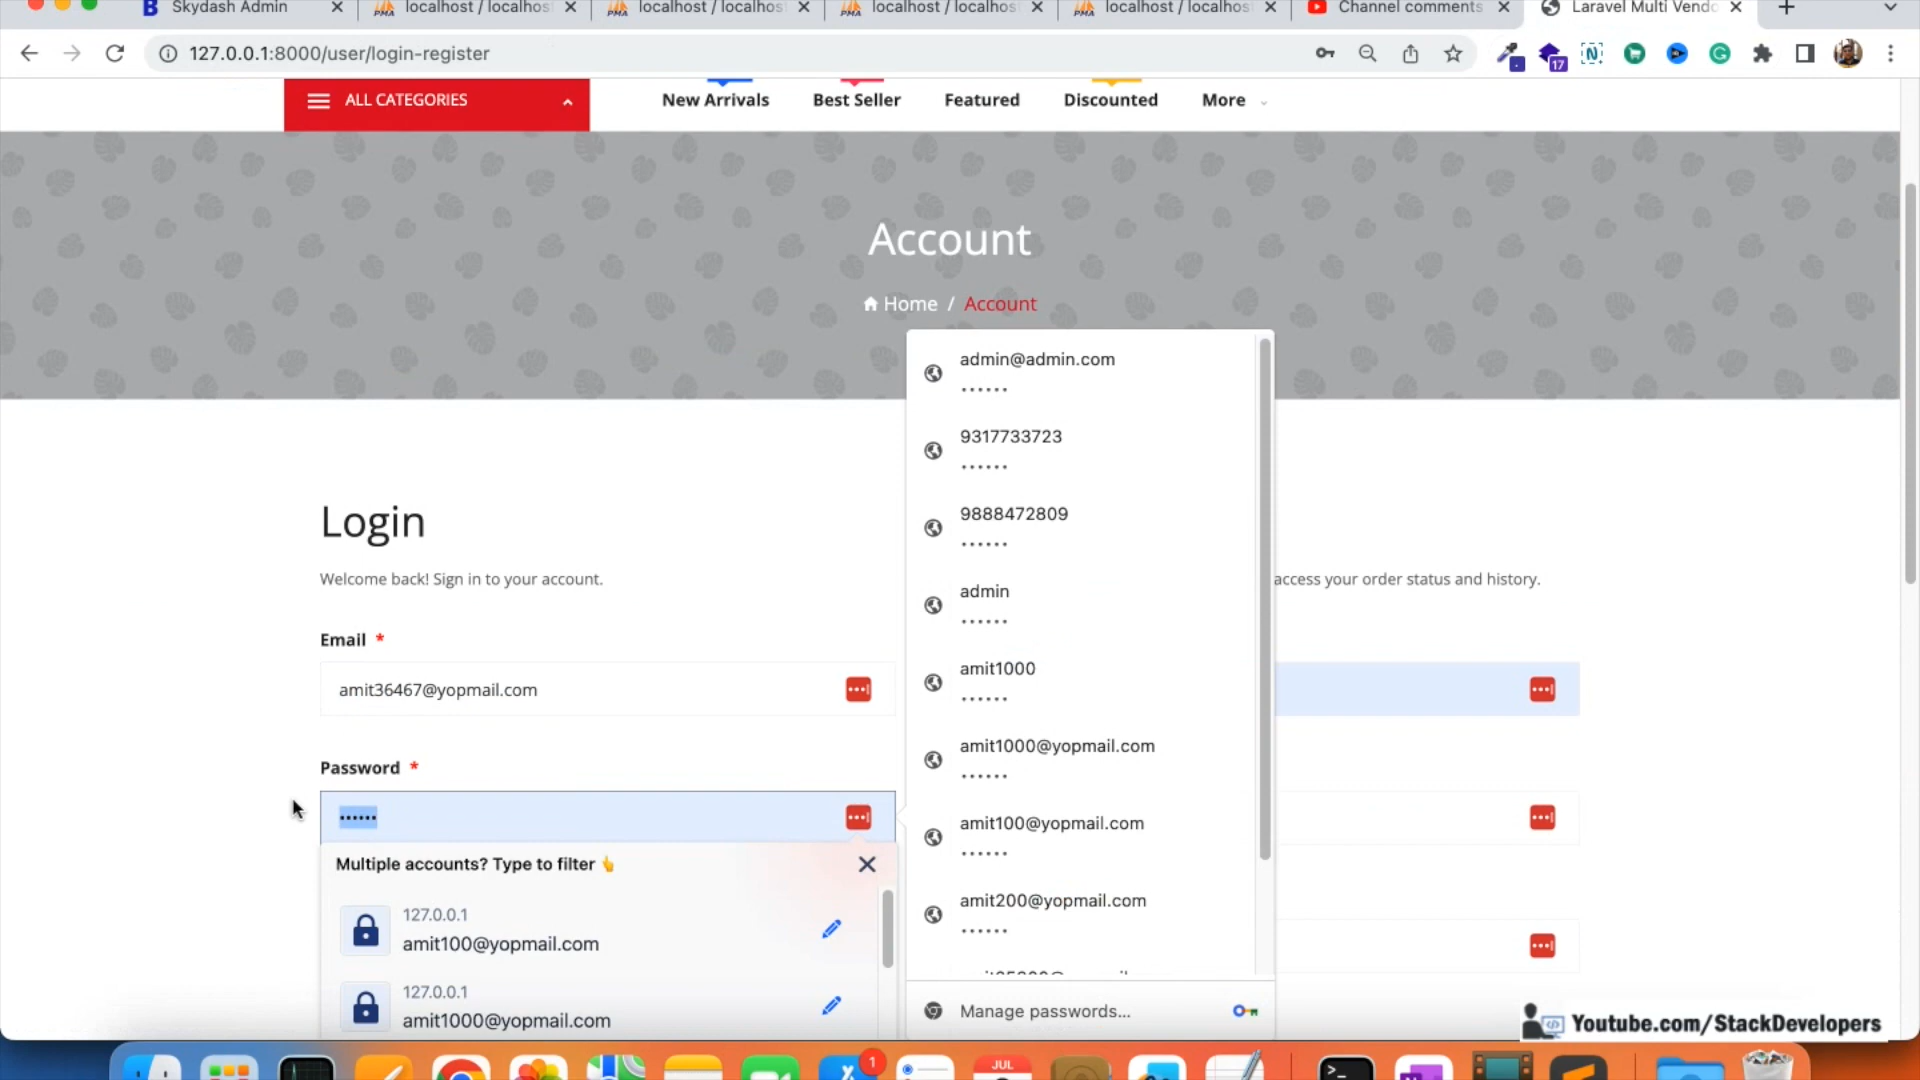 Skydash Admin
localhost / localhos
localhost / localhos
localhost / localhos
localhost / localhos
Channel comments
Laravel Multi Vendo
127.0.0.1:8000/user/login-register
17
ALL CATEGORIES
New Arrivals
Best Seller
Featured
Discounted
More
Account
Home / Account
Login
Welcome back! Sign in to your account.
access your order status and history.
Email *
amit36467@yopmail.com
Password *
••••••
Multiple accounts? Type to filter 👆
127.0.0.1
amit100@yopmail.com
127.0.0.1
amit1000@yopmail.com
admin@admin.com
••••••
9317733723
••••••
9888472809
••••••
admin
••••••
amit1000
••••••
amit1000@yopmail.com
••••••
amit100@yopmail.com
••••••
amit200@yopmail.com
••••••
Manage passwords...
Youtube.com/StackDevelopers
1
JUL